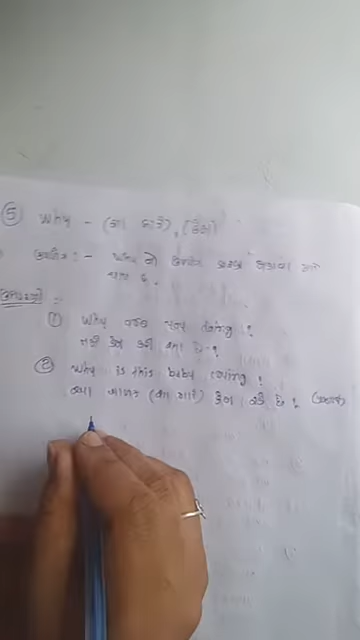 ⑤ Why - (શા માટે), (કેમ)
ઉપયોગ :- Why નો ઉપયોગ કારણ જાણવા માટે
થાય છે.
ઉદાહરણો :-
① Why are you ?
તમે કેમ ?
② Why is this baby crying ?
આ બાળક (શા માટે) કેમ રડે છે ?